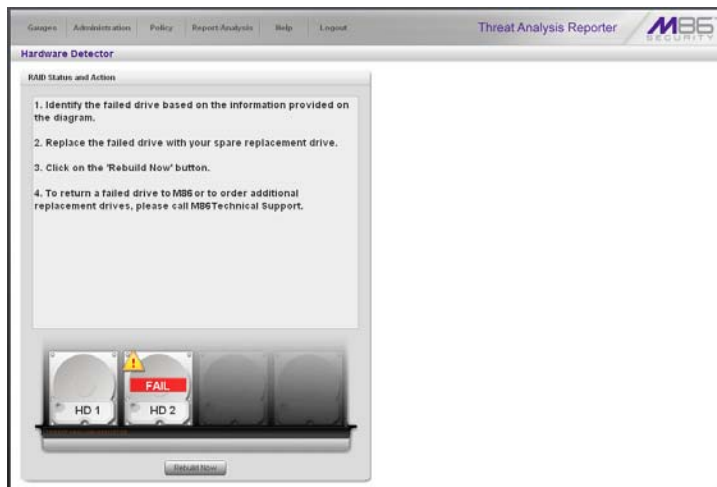 Gauges Administration Policy Report/Analysis Help Logout
Threat Analysis Reporter
M86
SECURITY
Hardware Detector
RAID Status and Action
1. Identify the failed drive based on the information provided on
the diagram.
2. Replace the failed drive with your spare replacement drive.
3. Click on the 'Rebuild Now' button.
4. To return a failed drive to M86 or to order additional
replacement drives, please call M86Technical Support.
FAIL
HD 1
HD 2
Rebuild Now